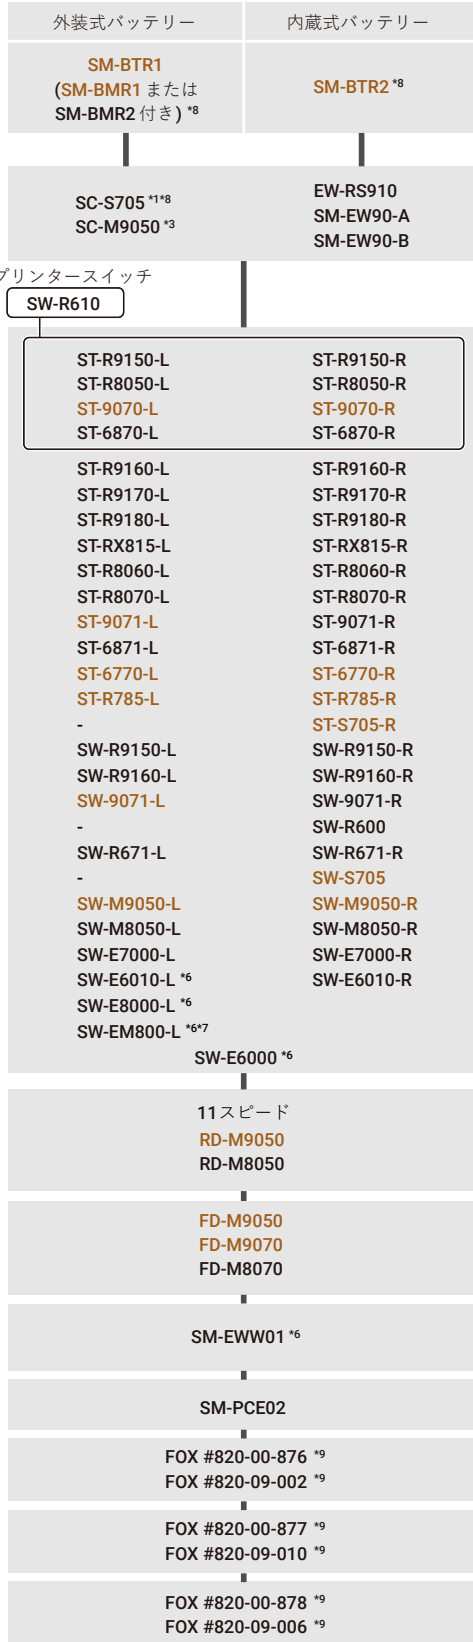 外装式バッテリー 内蔵式バッテリー
SM-BTR1
(SM-BMR1 または
SM-BMR2 付き) *8
SM-BTR2 *8
SC-S705 *1*8
SC-M9050 *3
EW-RS910
SM-EW90-A
SM-EW90-B
プリンタースイッチ
SW-R610
ST-R9150-L ST-R9150-R
ST-R8050-L ST-R8050-R
ST-9070-L ST-9070-R
ST-6870-L ST-6870-R
ST-R9160-L ST-R9160-R
ST-R9170-L ST-R9170-R
ST-R9180-L ST-R9180-R
ST-RX815-L ST-RX815-R
ST-R8060-L ST-R8060-R
ST-R8070-L ST-R8070-R
ST-9071-L ST-9071-R
ST-6871-L ST-6871-R
ST-6770-L ST-6770-R
ST-R785-L ST-R785-R
- ST-S705-R
SW-R9150-L SW-R9150-R
SW-R9160-L SW-R9160-R
SW-9071-L SW-9071-R
- SW-R600
SW-R671-L SW-R671-R
- SW-S705
SW-M9050-L SW-M9050-R
SW-M8050-L SW-M8050-R
SW-E7000-L SW-E7000-R
SW-E6010-L *6 SW-E6010-R
SW-E8000-L *6
SW-EM800-L *6*7
SW-E6000 *6
11スピード
RD-M9050
RD-M8050
FD-M9050
FD-M9070
FD-M8070
SM-EWW01 *6
SM-PCE02
FOX #820-00-876 *9
FOX #820-09-002 *9
FOX #820-00-877 *9
FOX #820-09-010 *9
FOX #820-00-878 *9
FOX #820-09-006 *9